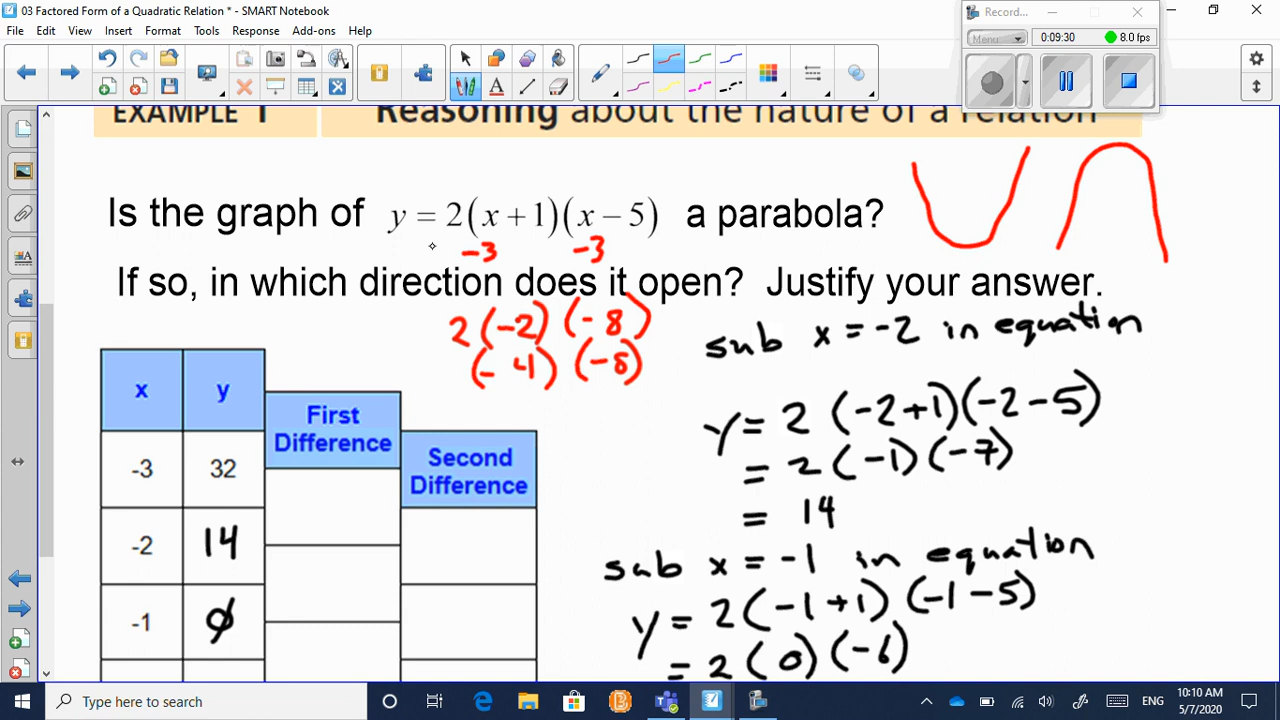 03 Factored Form of a Quadratic Relation * - SMART Notebook
File Edit View Insert Format Tools Response Add-ons Help
Record...
Menu 0:09:30 8.0 fps
EXAMPLE 1 Reasoning about the nature of a relation
Is the graph of y = 2(x + 1)(x − 5) a parabola?
-3 -3
If so, in which direction does it open? Justify your answer.
2 (-2) (-8)
(-4) (-8)
sub x = -2 in equation
y = 2 (-2+1)(-2-5)
= 2 (-1) (-7)
= 14
sub x = -1 in equation
y = 2 (-1+1) (-1-5)
= 2 (0) (-6)
x y
First Difference
Second Difference
-3 32
-2 14
-1 0
Type here to search
ENG
10:10 AM
5/7/2020